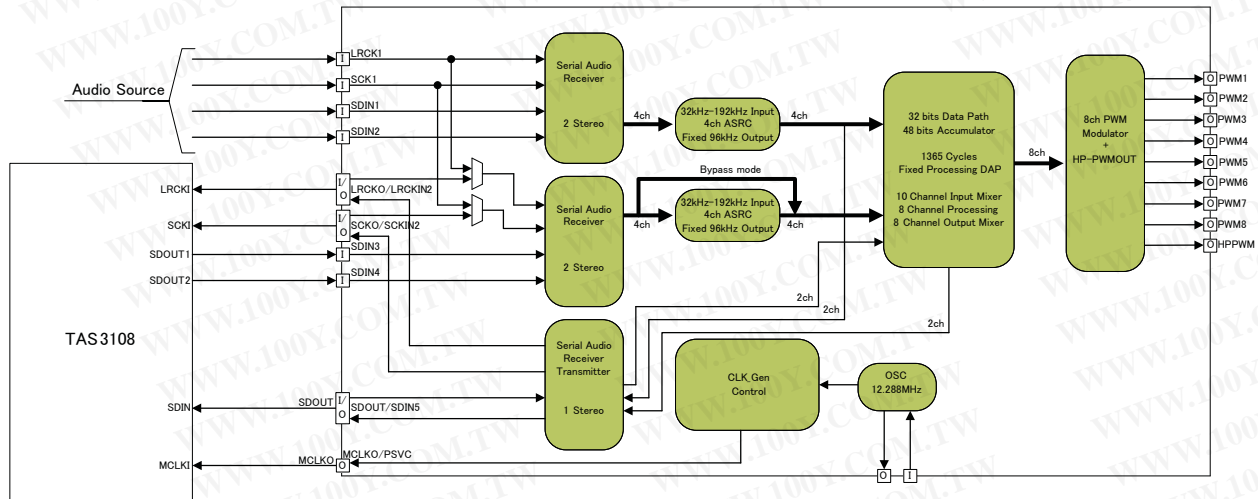 Audio Source
I LRCK1
I SCK1
I SDIN1
I SDIN2
TAS3108
LRCKI
SCKI
SDOUT1
SDOUT2
SDIN
MCLKI
I/O LRCKO/LRCKIN2
I/O SCKO/SCKIN2
I SDIN3
I SDIN4
SDOUT I/O SDOUT/SDIN5
MCLKO O MCLKO/PSVC
Serial Audio
Receiver
2 Stereo
4ch
32kHz-192kHz Input
4ch ASRC
Fixed 96kHz Output
4ch
Serial Audio
Receiver
2 Stereo
Bypass mode
4ch
32kHz-192kHz Input
4ch ASRC
Fixed 96kHz Output
4ch
Serial Audio
Receiver
Transmitter
1 Stereo
2ch
2ch
2ch
32 bits Data Path
48 bits Accumulator
1365 Cycles
Fixed Processing DAP
10 Channel Input Mixer
8 Channel Processing
8 Channel Output Mixer
8ch
8ch PWM
Modulator
+
HP-PWMOUT
O PWM1
O PWM2
O PWM3
O PWM4
O PWM5
O PWM6
O PWM7
O PWM8
O HPPWM
CLK Gen
Control
OSC
12.288MHz
O
I
WWW.100Y.COM.TW